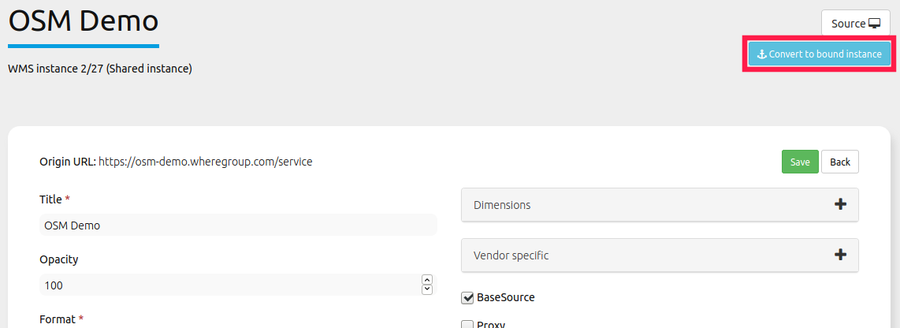 OSM Demo
Source
Convert to bound instance
WMS instance 2/27 (Shared instance)
Origin URL: https://osm-demo.wheregroup.com/service
Save
Back
Title *
OSM Demo
Opacity
100
Format *
Dimensions
Vendor specific
BaseSource
Proxy